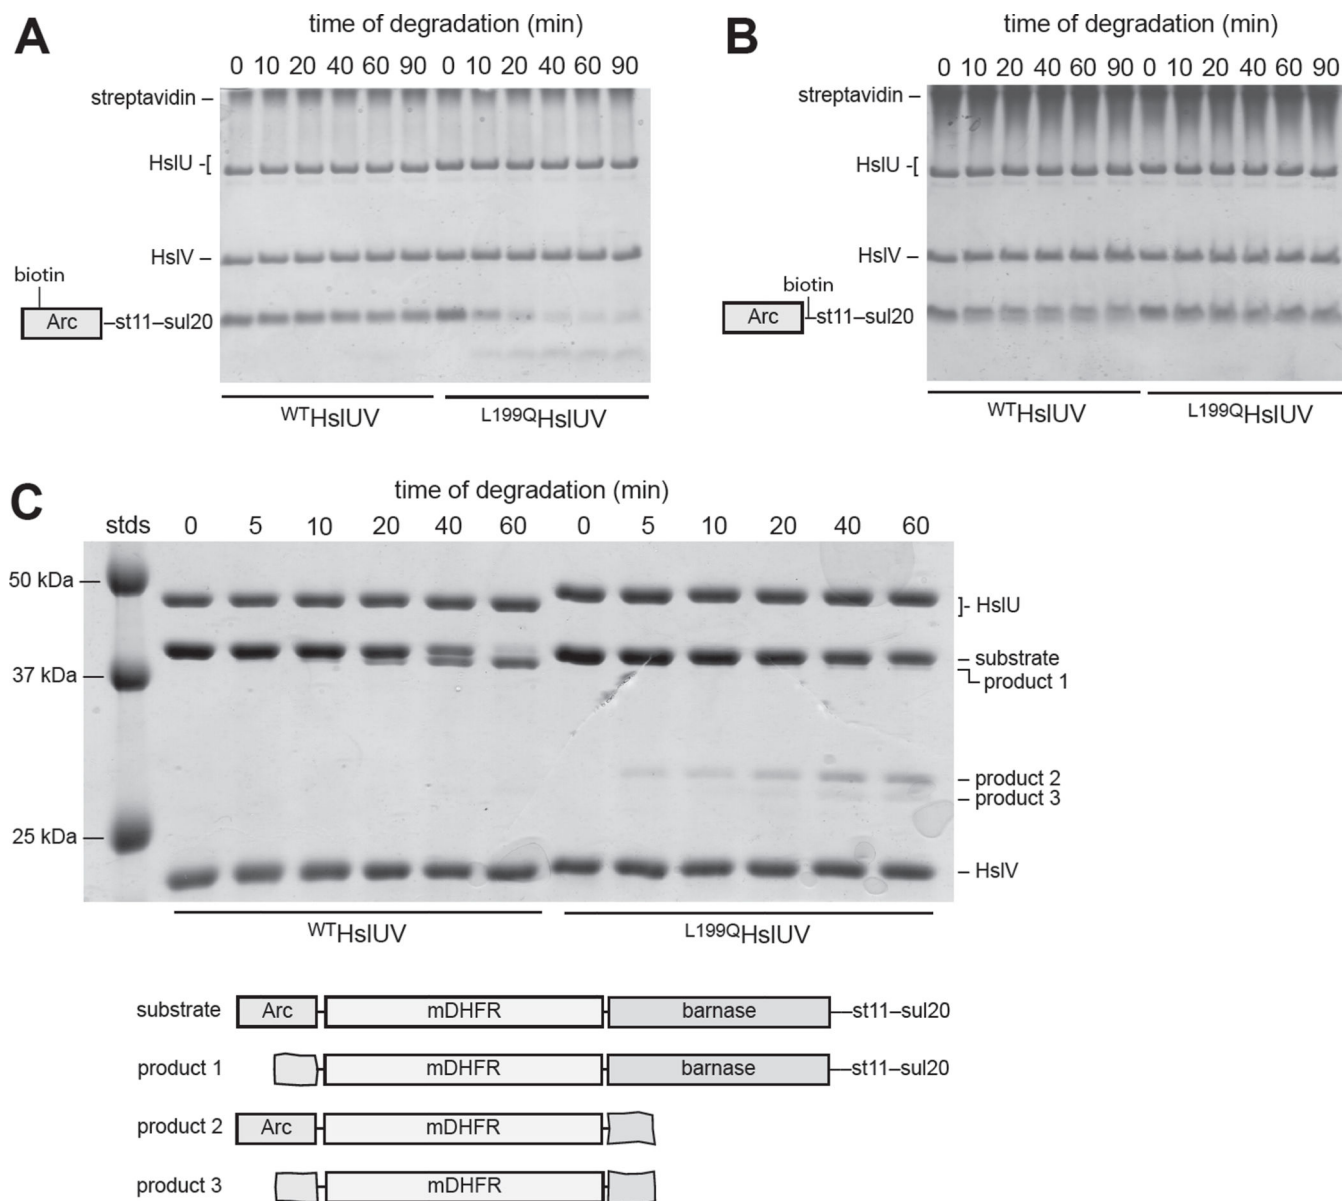 A
time of degradation (min)
0 10 20 40 60 90 0 10 20 40 60 90
streptavidin –
HslU -[
HslV –
biotin
Arc –st11–sul20
WTHslUV L199QHslUV
B
time of degradation (min)
0 10 20 40 60 90 0 10 20 40 60 90
streptavidin –
HslU -[
HslV –
biotin
Arc –st11–sul20
WTHslUV L199QHslUV
C
time of degradation (min)
stds 0 5 10 20 40 60 0 5 10 20 40 60
50 kDa –
37 kDa –
25 kDa –
]- HslU
– substrate
product 1
– product 2
– product 3
– HslV
WTHslUV L199QHslUV
substrate Arc mDHFR barnase –st11–sul20
product 1 mDHFR barnase –st11–sul20
product 2 Arc mDHFR
product 3 mDHFR